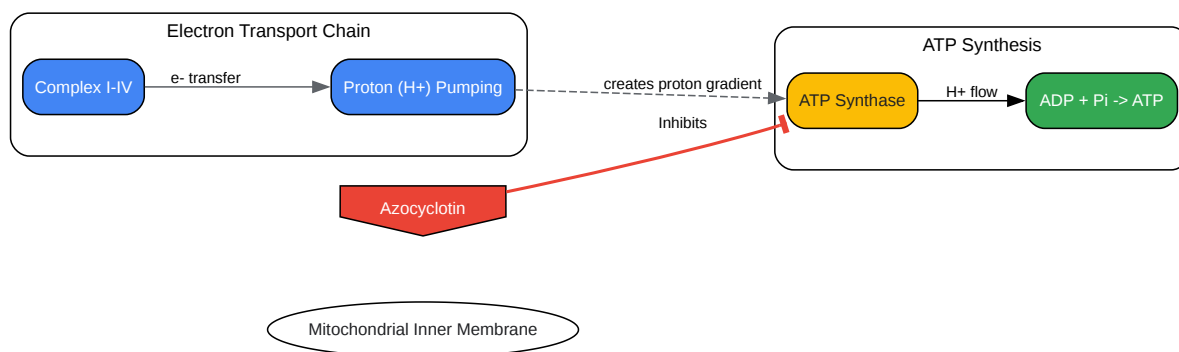 Electron Transport Chain
Complex I-IV
e- transfer
Proton (H+) Pumping
creates proton gradient
Inhibits
ATP Synthesis
ATP Synthase
H+ flow
ADP + Pi -> ATP
Azocyclotin
Mitochondrial Inner Membrane